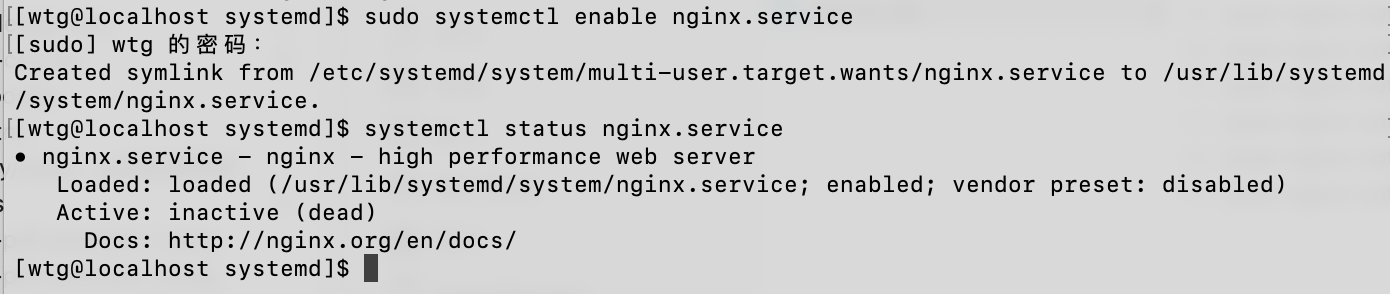 [[wtg@localhost systemd]$ sudo systemctl enable nginx.service
[[sudo] wtg 的密码：
Created symlink from /etc/systemd/system/multi-user.target.wants/nginx.service to /usr/lib/systemd
/system/nginx.service.
[[wtg@localhost systemd]$ systemctl status nginx.service
● nginx.service - nginx - high performance web server
   Loaded: loaded (/usr/lib/systemd/system/nginx.service; enabled; vendor preset: disabled)
   Active: inactive (dead)
     Docs: http://nginx.org/en/docs/
[wtg@localhost systemd]$